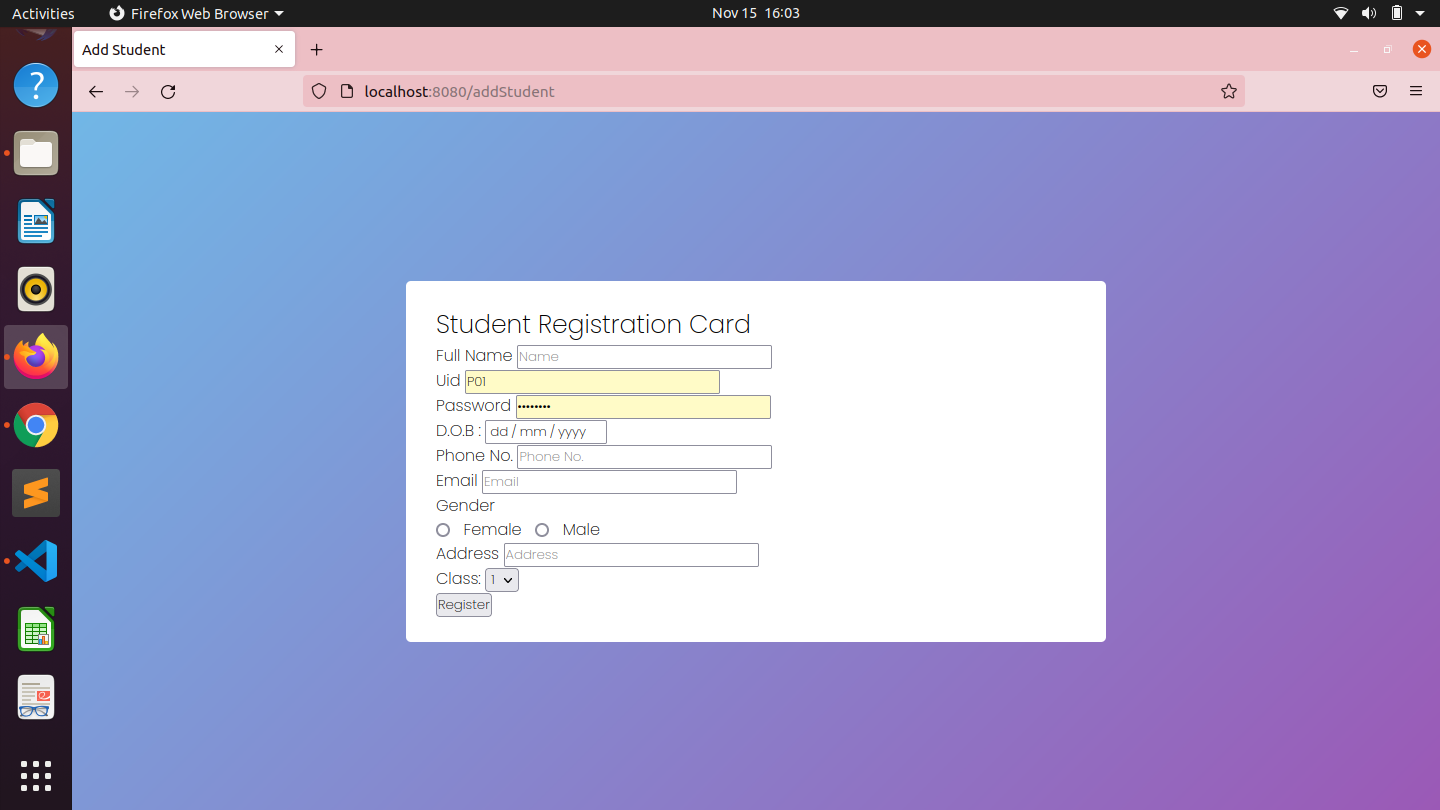 Activities Firefox Web Browser Nov 15 16:03
Add Student
localhost:8080/addStudent
Student Registration Card
Full Name Name
Uid P01
Password ••••••••
D.O.B : dd / mm / yyyy
Phone No. Phone No.
Email Email
Gender
Female Male
Address Address
Class: 1
Register